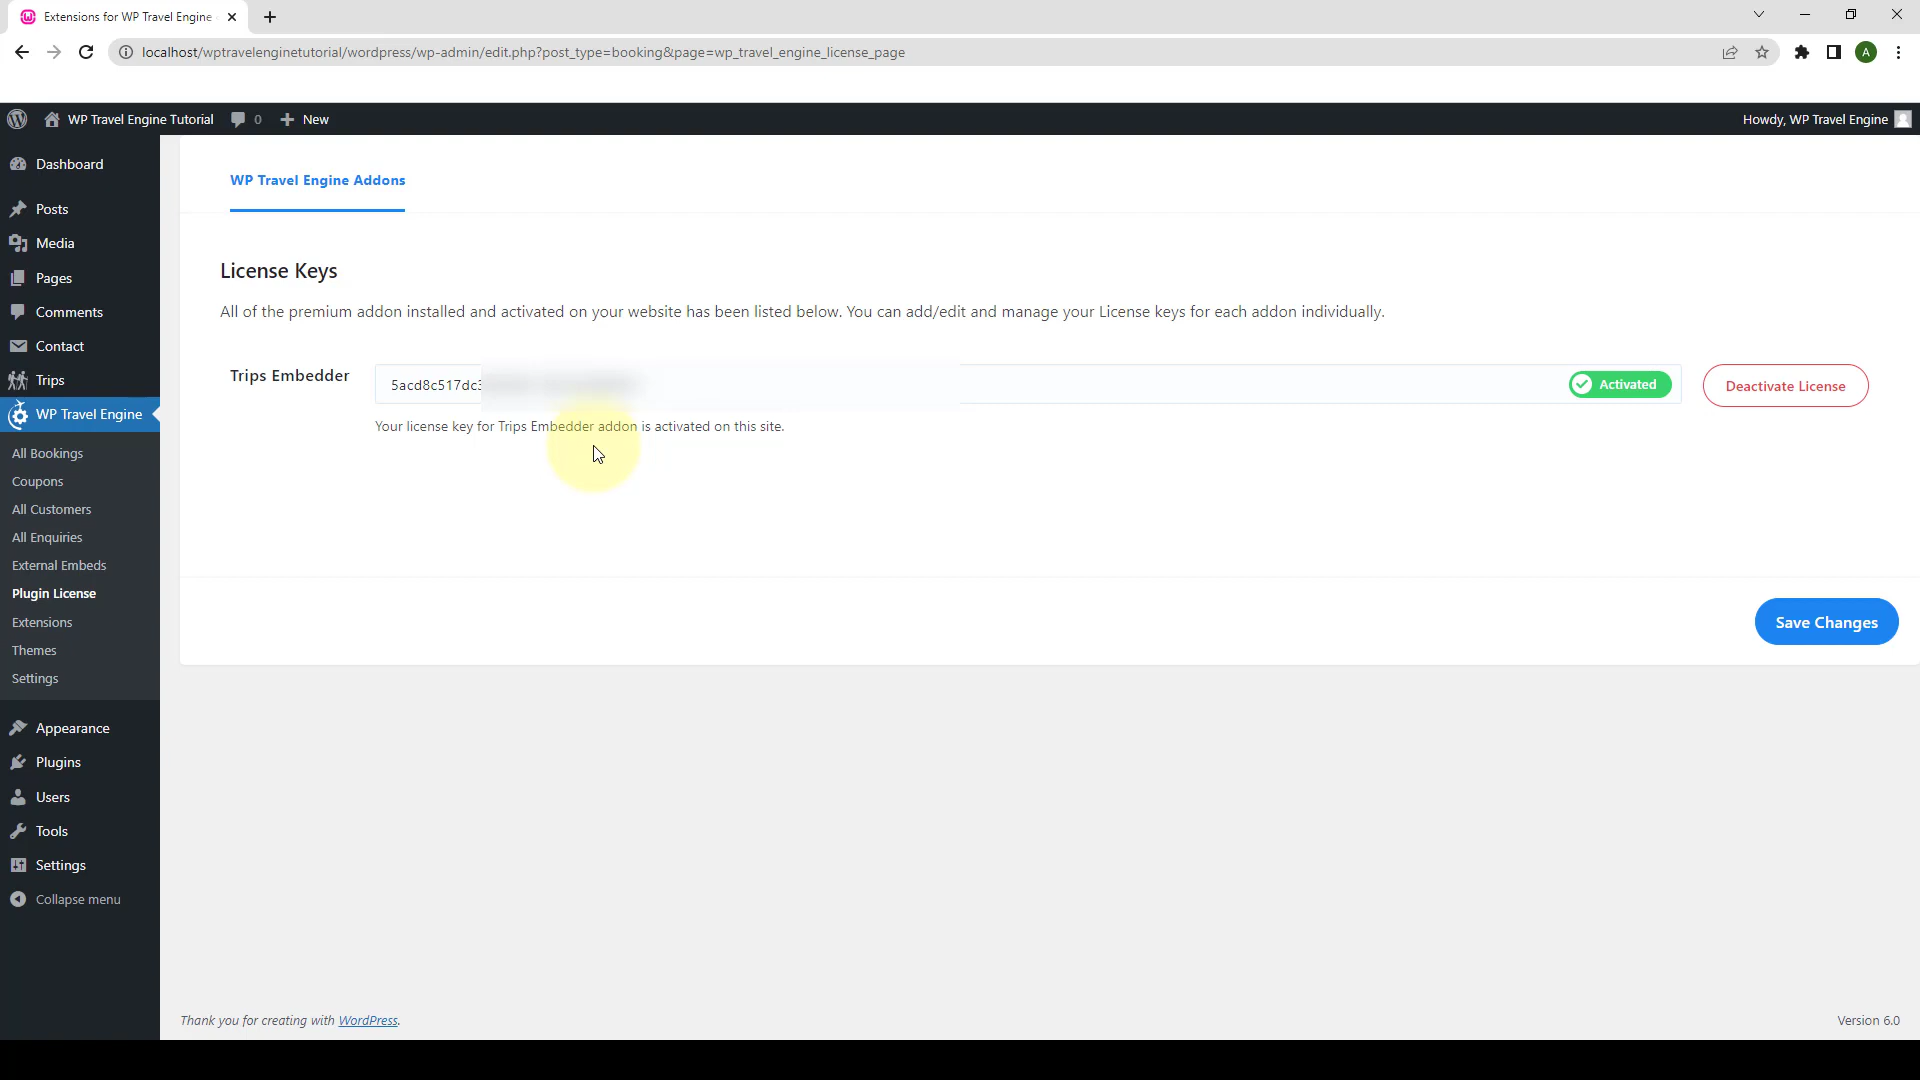 Extensions for WP Travel Engine
localhost/wptravelenginetutorial/wordpress/wp-admin/edit.php?post_type=booking&page=wp_travel_engine_license_page
A
WP Travel Engine Tutorial
0
New
Howdy, WP Travel Engine
Dashboard
Posts
Media
Pages
Comments
Contact
Trips
WP Travel Engine
All Bookings
Coupons
All Customers
All Enquiries
External Embeds
Plugin License
Extensions
Themes
Settings
Appearance
Plugins
Users
Tools
Settings
Collapse menu
WP Travel Engine Addons
License Keys
All of the premium addon installed and activated on your website has been listed below. You can add/edit and manage your License keys for each addon individually.
Trips Embedder
5acd8c517dc3
Activated
Deactivate License
Your license key for Trips Embedder addon is activated on this site.
Save Changes
Thank you for creating with WordPress.
Version 6.0